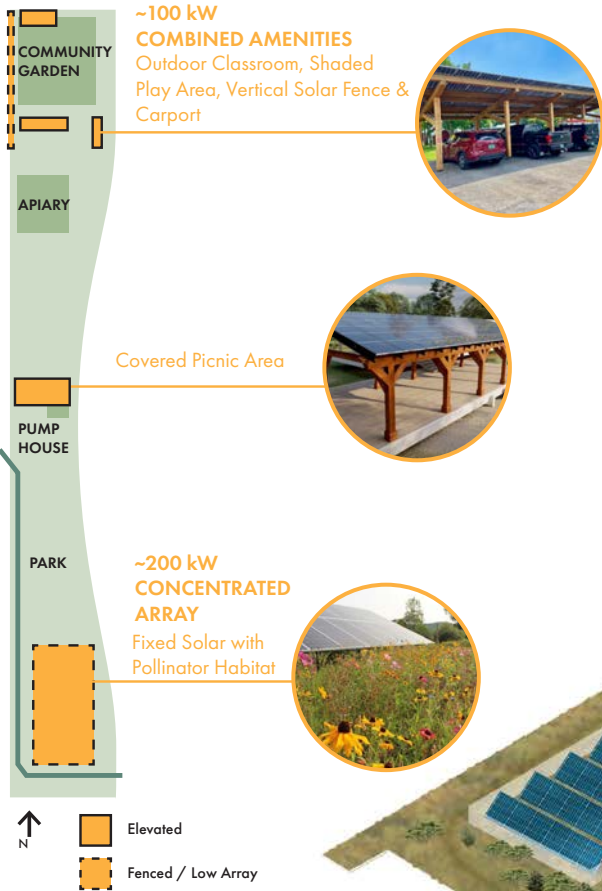 ~100 kW
COMBINED AMENITIES
Outdoor Classroom, Shaded
Play Area, Vertical Solar Fence &
Carport
COMMUNITY
GARDEN
APIARY
Covered Picnic Area
PUMP
HOUSE
PARK
~200 kW
CONCENTRATED
ARRAY
Fixed Solar with
Pollinator Habitat
N
Elevated
Fenced / Low Array